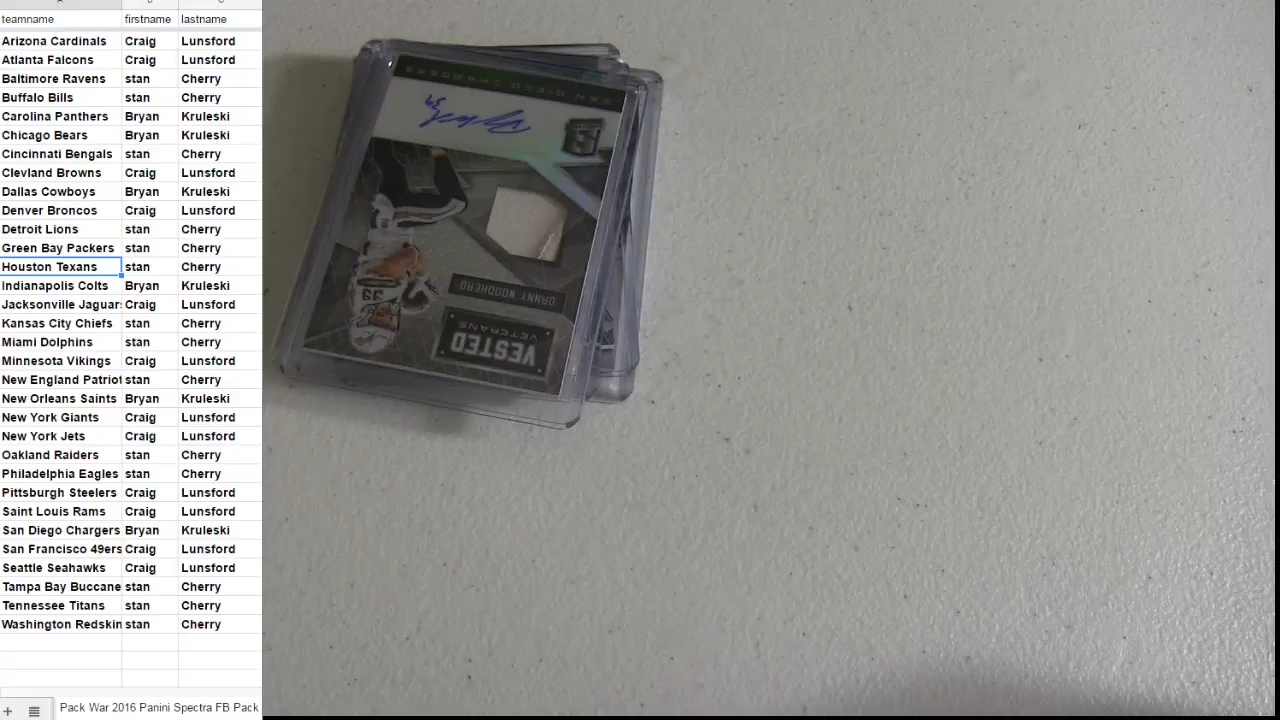 teamname firstname lastname
Arizona Cardinals Craig Lunsford
Atlanta Falcons Craig Lunsford
Baltimore Ravens stan Cherry
Buffalo Bills stan Cherry
Carolina Panthers Bryan Kruleski
Chicago Bears Bryan Kruleski
Cincinnati Bengals stan Cherry
Clevland Browns Craig Lunsford
Dallas Cowboys Bryan Kruleski
Denver Broncos Craig Lunsford
Detroit Lions stan Cherry
Green Bay Packers stan Cherry
Houston Texans stan Cherry
Indianapolis Colts Bryan Kruleski
Jacksonville Jaguar Craig Lunsford
Kansas City Chiefs stan Cherry
Miami Dolphins stan Cherry
Minnesota Vikings Craig Lunsford
New England Patriot stan Cherry
New Orleans Saints Bryan Kruleski
New York Giants Craig Lunsford
New York Jets Craig Lunsford
Oakland Raiders stan Cherry
Philadelphia Eagles stan Cherry
Pittsburgh Steelers Craig Lunsford
Saint Louis Rams Craig Lunsford
San Diego Chargers Bryan Kruleski
San Francisco 49ers Craig Lunsford
Seattle Seahawks Craig Lunsford
Tampa Bay Buccane stan Cherry
Tennessee Titans stan Cherry
Washington Redskin stan Cherry
Pack War 2016 Panini Spectra FB Pack
SAN DIEGO CHARGERS
DANNY WOODHEAD
VESTED
VETERANS